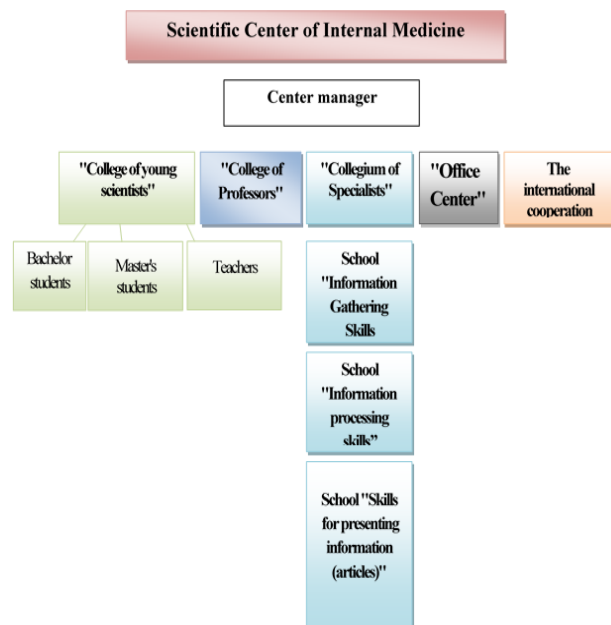 Scientific Center of Internal Medicine
Center manager
"College of young
scientists"
"College of
Professors"
"Collegium of
Specialists"
"Office
Center"
The
international
cooperation
Bachelor
students
Master's
students
Teachers
School
"Information
Gathering
Skills
School
"Information
processing
skills”
School "Skills
for presenting
information
(articles)"